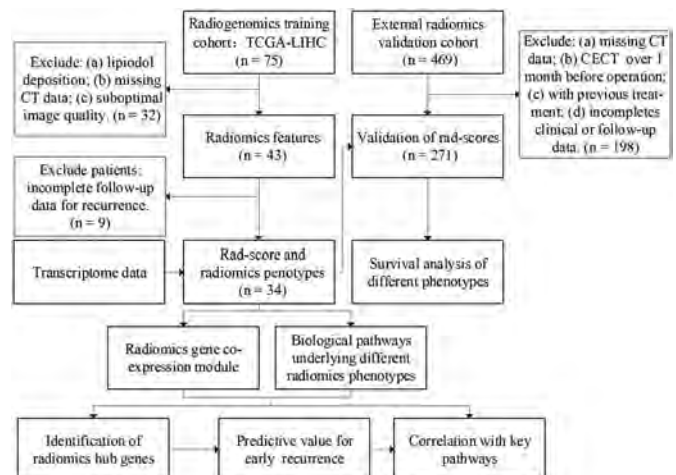 Radiogenomics training
cohort：TCGA-LIHC
(n = 75)
External radiomics
validation cohort
(n = 469)
Exclude: (a) lipiodol
deposition; (b) missing
CT data; (c) suboptimal
image quality. (n = 32)
Exclude: (a) missing CT
data; (b) CECT over 1
month before operation;
(c) with previous treat-
ment; (d) incompletes
clinical or follow-up
data. (n = 198)
Radiomics features
(n = 43)
Validation of rad-scores
(n = 271)
Exclude patients:
incomplete follow-up
data for recurrence.
(n = 9)
Transcriptome data
Rad-score and
radiomics penotypes
(n = 34)
Survival analysis of
different phenotypes
Radiomics gene co-
expression module
Biological pathways
underlying different
radiomics phenotypes
Identification of
radiomics hub genes
Predictive value for
early recurrence
Correlation with key
pathways